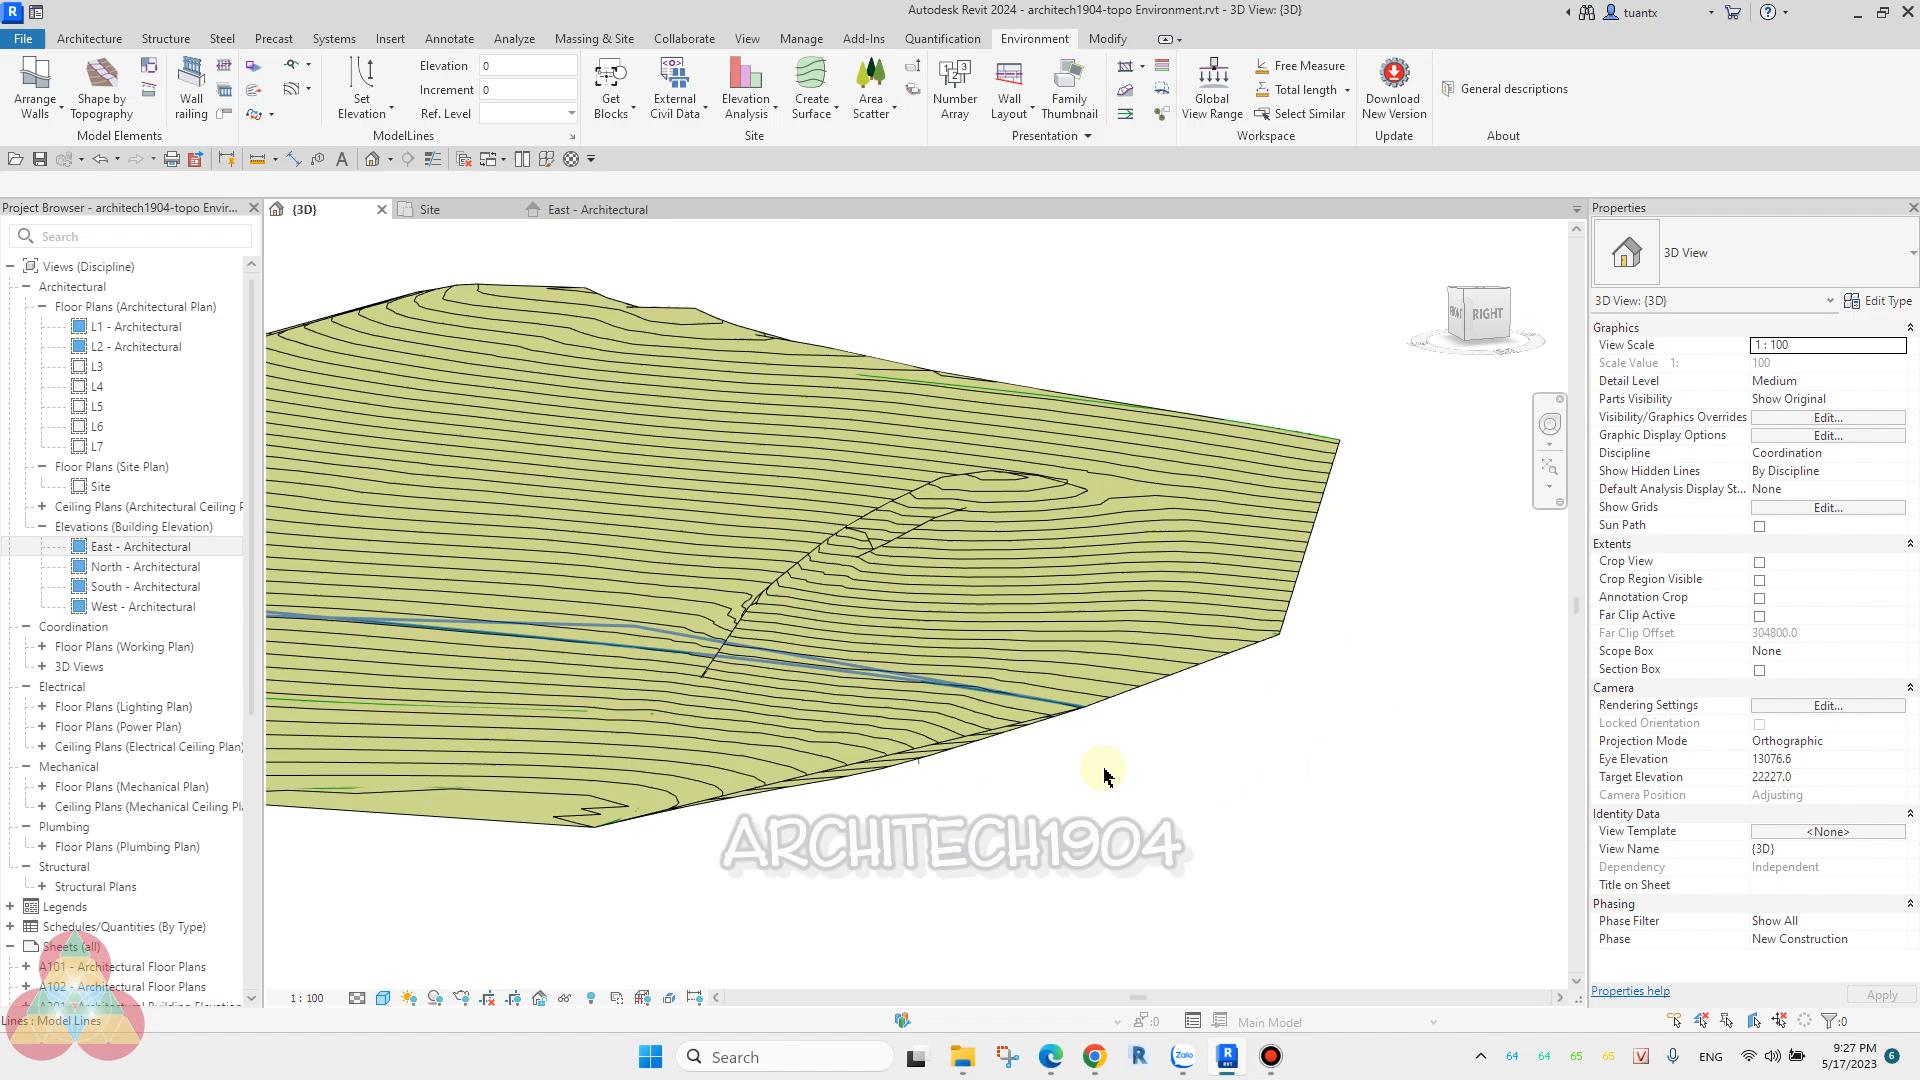 Autodesk Revit 2024 - architech1904-topo Environment.rvt - 3D View: {3D}
tuantx
File Architecture Structure Steel Precast Systems Insert Annotate Analyze Massing & Site Collaborate View Manage Add-Ins Quantification Environment Modify
Arrange Walls
Shape by Topography
Wall railing
Set Elevation
Elevation 0
Increment 0
Ref. Level
Get Blocks
External Civil Data
Elevation Analysis
Create Surface
Area Scatter
Number Array
Wall Layout
Family Thumbnail
Global View Range
Free Measure
Total length
Select Similar
Download New Version
General descriptions
Model Elements ModelLines Site Presentation Workspace Update About
Project Browser - architech1904-topo Envir...
Search
Views (Discipline)
Architectural
Floor Plans (Architectural Plan)
L1 - Architectural
L2 - Architectural
L3
L4
L5
L6
L7
Floor Plans (Site Plan)
Site
Ceiling Plans (Architectural Ceiling P
Elevations (Building Elevation)
East - Architectural
North - Architectural
South - Architectural
West - Architectural
Coordination
Floor Plans (Working Plan)
3D Views
Electrical
Floor Plans (Lighting Plan)
Floor Plans (Power Plan)
Ceiling Plans (Electrical Ceiling Plan)
Mechanical
Floor Plans (Mechanical Plan)
Ceiling Plans (Mechanical Ceiling Pla
Plumbing
Floor Plans (Plumbing Plan)
Structural
Structural Plans
Legends
Schedules/Quantities (By Type)
Sheets (all)
A101 - Architectural Floor Plans
A102 - Architectural Floor Plans
Lines : Model Lines
{3D} Site East - Architectural
FRONT RIGHT
ARCHITECH1904
1 : 100
:0 Main Model
Properties
3D View
3D View: {3D} Edit Type
Graphics
View Scale 1 : 100
Scale Value 1: 100
Detail Level Medium
Parts Visibility Show Original
Visibility/Graphics Overrides Edit...
Graphic Display Options Edit...
Discipline Coordination
Show Hidden Lines By Discipline
Default Analysis Display St... None
Show Grids Edit...
Sun Path
Extents
Crop View
Crop Region Visible
Annotation Crop
Far Clip Active
Far Clip Offset 304800.0
Scope Box None
Section Box
Camera
Rendering Settings Edit...
Locked Orientation
Projection Mode Orthographic
Eye Elevation 13076.6
Target Elevation 22227.0
Camera Position Adjusting
Identity Data
View Template <None>
View Name {3D}
Dependency Independent
Title on Sheet
Phasing
Phase Filter Show All
Phase New Construction
Properties help Apply
:0
Search
Zalo
64 64 65 65 ENG
9:27 PM
5/17/2023
6